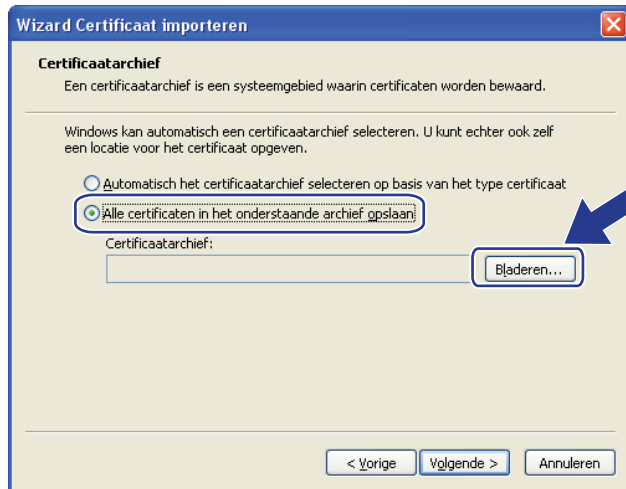 Wizard Certificaat importeren
Certificaatarchief
Een certificaatarchief is een systeemgebied waarin certificaten worden bewaard.
Windows kan automatisch een certificaatarchief selecteren. U kunt echter ook zelf
een locatie voor het certificaat opgeven.
Automatisch het certificaatarchief selecteren op basis van het type certificaat
Alle certificaten in het onderstaande archief opslaan
Certificaatarchief:
Bladeren...
< Vorige
Volgende >
Annuleren